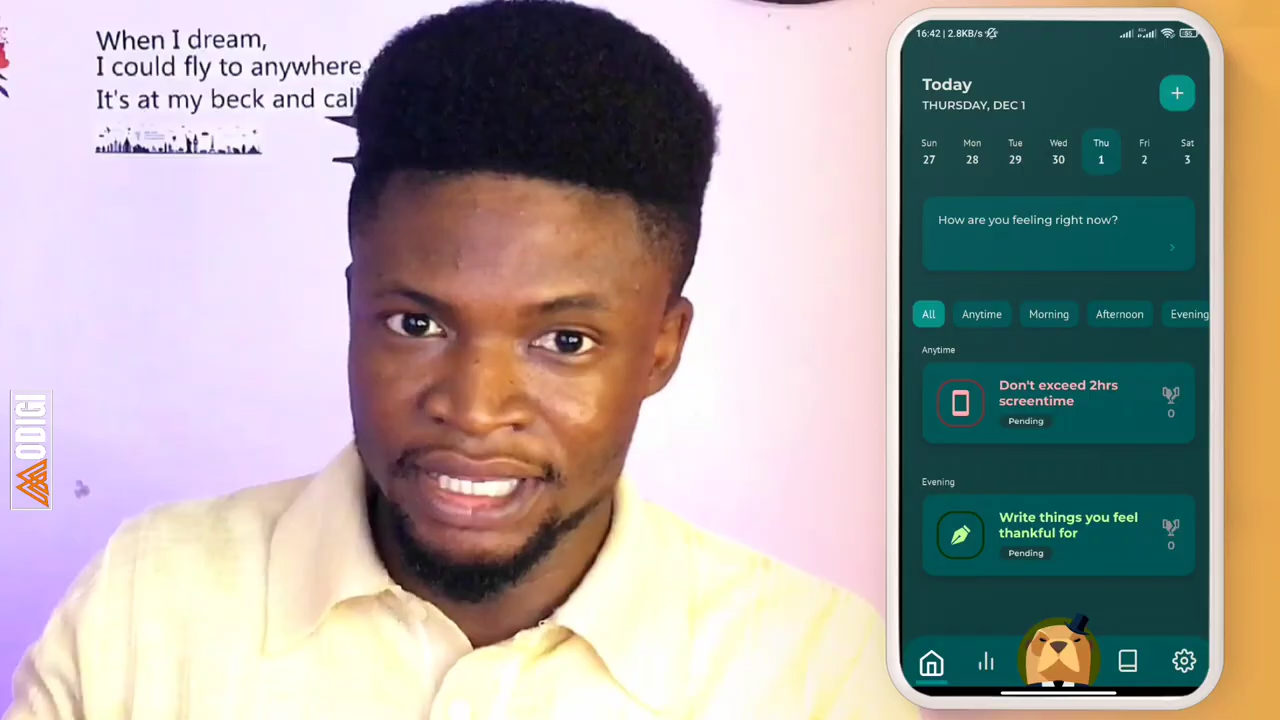 When I dream,
I could fly to anywhere
It's at my beck and call
ODIGI
16:42 | 2.8KB/s
Today
THURSDAY, DEC 1
+
Sun Mon Tue Wed Thu Fri Sat
27 28 29 30 1 2 3
How are you feeling right now?
All Anytime Morning Afternoon Evening
Anytime
Don't exceed 2hrs
screentime
Pending
0
Evening
Write things you feel
thankful for
Pending
0